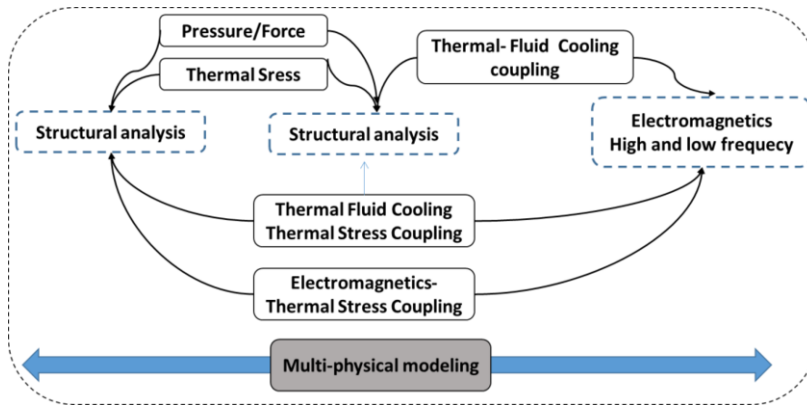 Pressure/Force
Thermal- Fluid Cooling
coupling
Thermal Sress
Structural analysis
Structural analysis
Electromagnetics
High and low frequecy
Thermal Fluid Cooling
Thermal Stress Coupling
Electromagnetics-
Thermal Stress Coupling
Multi-physical modeling